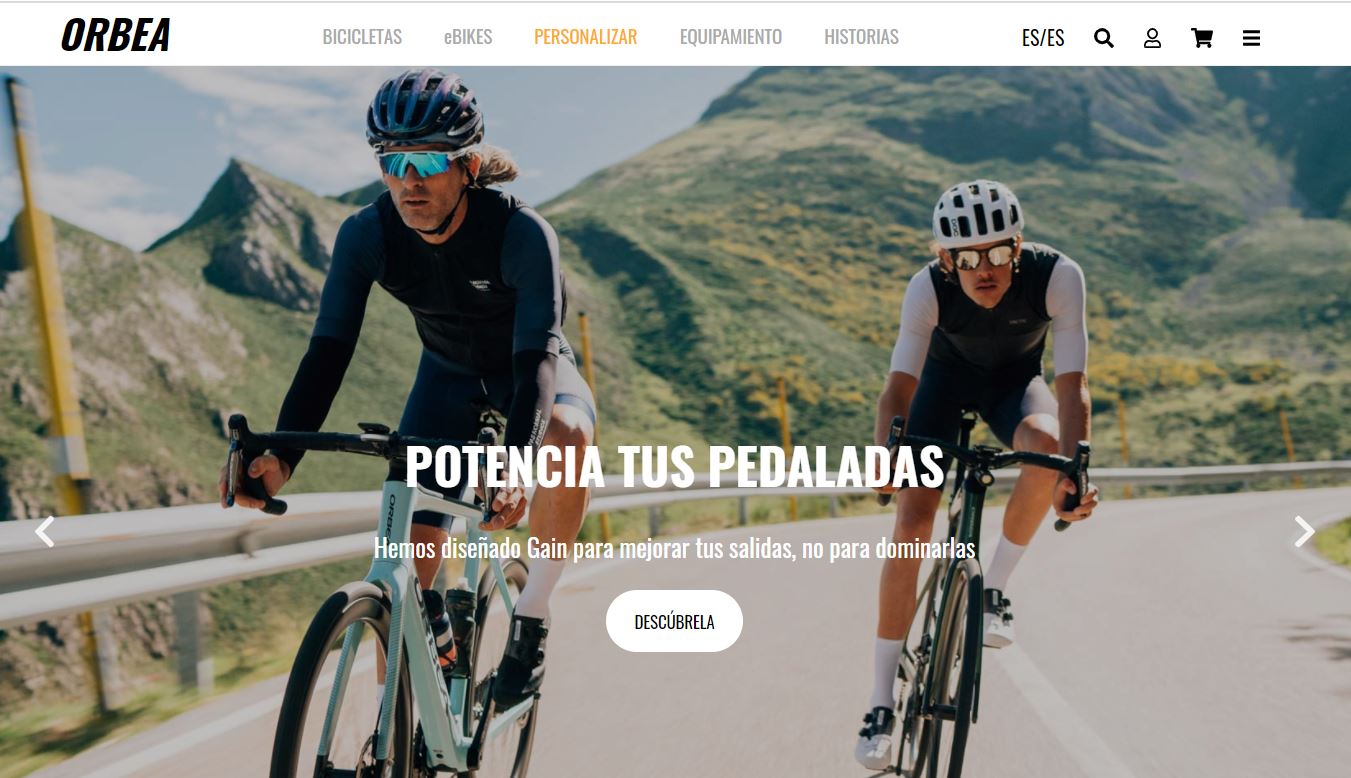 ORBEA
BICICLETAS eBIKES PERSONALIZAR EQUIPAMIENTO HISTORIAS ES/ES
POTENCIA TUS PEDALADAS
Hemos diseñado Gain para mejorar tus salidas, no para dominarlas
DESCÚBRELA